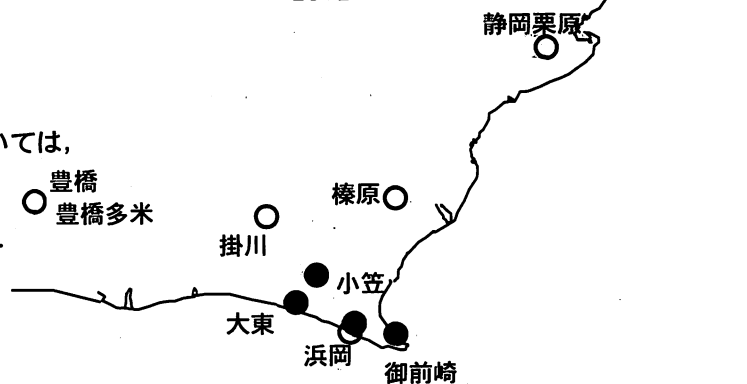 静岡栗原
いては,
豊橋
豊橋多米
榛原
掛川
小笠
大東
浜岡
御前崎